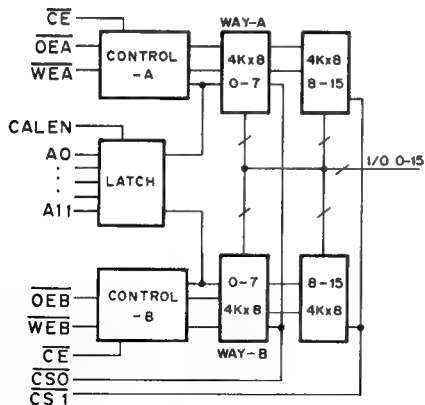 CE
OEA
WEA
CONTROL
-A
WAY-A
4Kx8
0-7
4Kx8
8-15
CALEN
A0
A11
LATCH
I/O 0-15
OEB
WEB
CE
CONTROL
-B
0-7
4Kx8
WAY-B
8-15
4Kx8
CS0
CS1